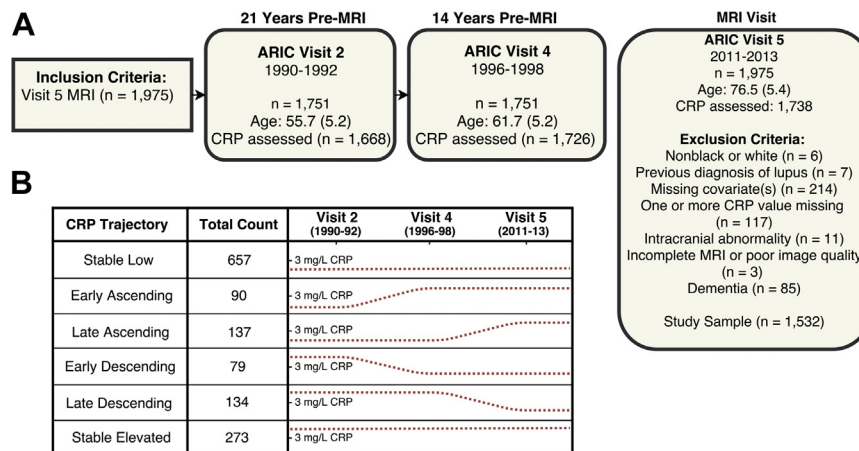 A
21 Years Pre-MRI
14 Years Pre-MRI
MRI Visit
Inclusion Criteria:
Visit 5 MRI (n = 1,975)
ARIC Visit 2
1990-1992
n = 1,751
Age: 55.7 (5.2)
CRP assessed (n = 1,668)
ARIC Visit 4
1996-1998
n = 1,751
Age: 61.7 (5.2)
CRP assessed (n = 1,726)
ARIC Visit 5
2011-2013
n = 1,975
Age: 76.5 (5.4)
CRP assessed: 1,738
Exclusion Criteria:
Nonblack or white (n = 6)
Previous diagnosis of lupus (n = 7)
Missing covariate(s) (n = 214)
One or more CRP value missing
(n = 117)
Intracranial abnormality (n = 11)
Incomplete MRI or poor image quality
(n = 3)
Dementia (n = 85)
Study Sample (n = 1,532)
B
CRP Trajectory Total Count Visit 2 Visit 4 Visit 5
(1990-92) (1996-98) (2011-13)
Stable Low 657 3 mg/L CRP
Early Ascending 90 3 mg/L CRP
Late Ascending 137 3 mg/L CRP
Early Descending 79 3 mg/L CRP
Late Descending 134 3 mg/L CRP
Stable Elevated 273 3 mg/L CRP